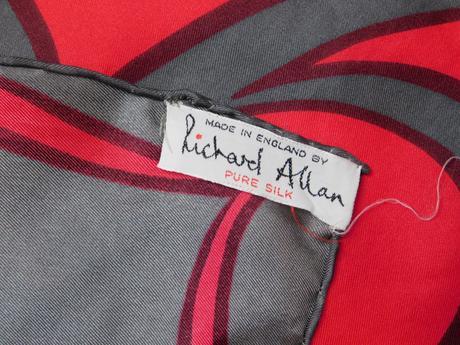 MADE IN ENGLAND BY
Richard Allan
PURE SILK